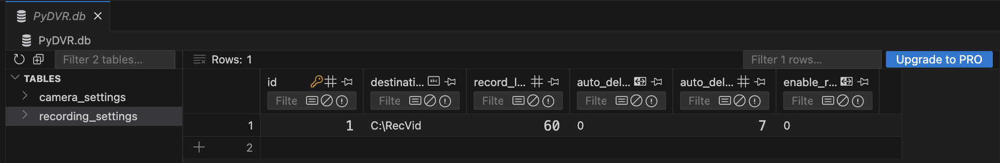 PyDVR.db
PyDVR.db
Filter 2 tables...
Rows: 1
Filter 1 rows...
Upgrade to PRO
TABLES
camera_settings
recording_settings
id
destinati...
abc
record_l...
auto_del...
auto_del...
enable_r...
Filte
Filte
Filte
Filte
Filte
Filte
1 1 C:\RecVid 60 0 7 0
2